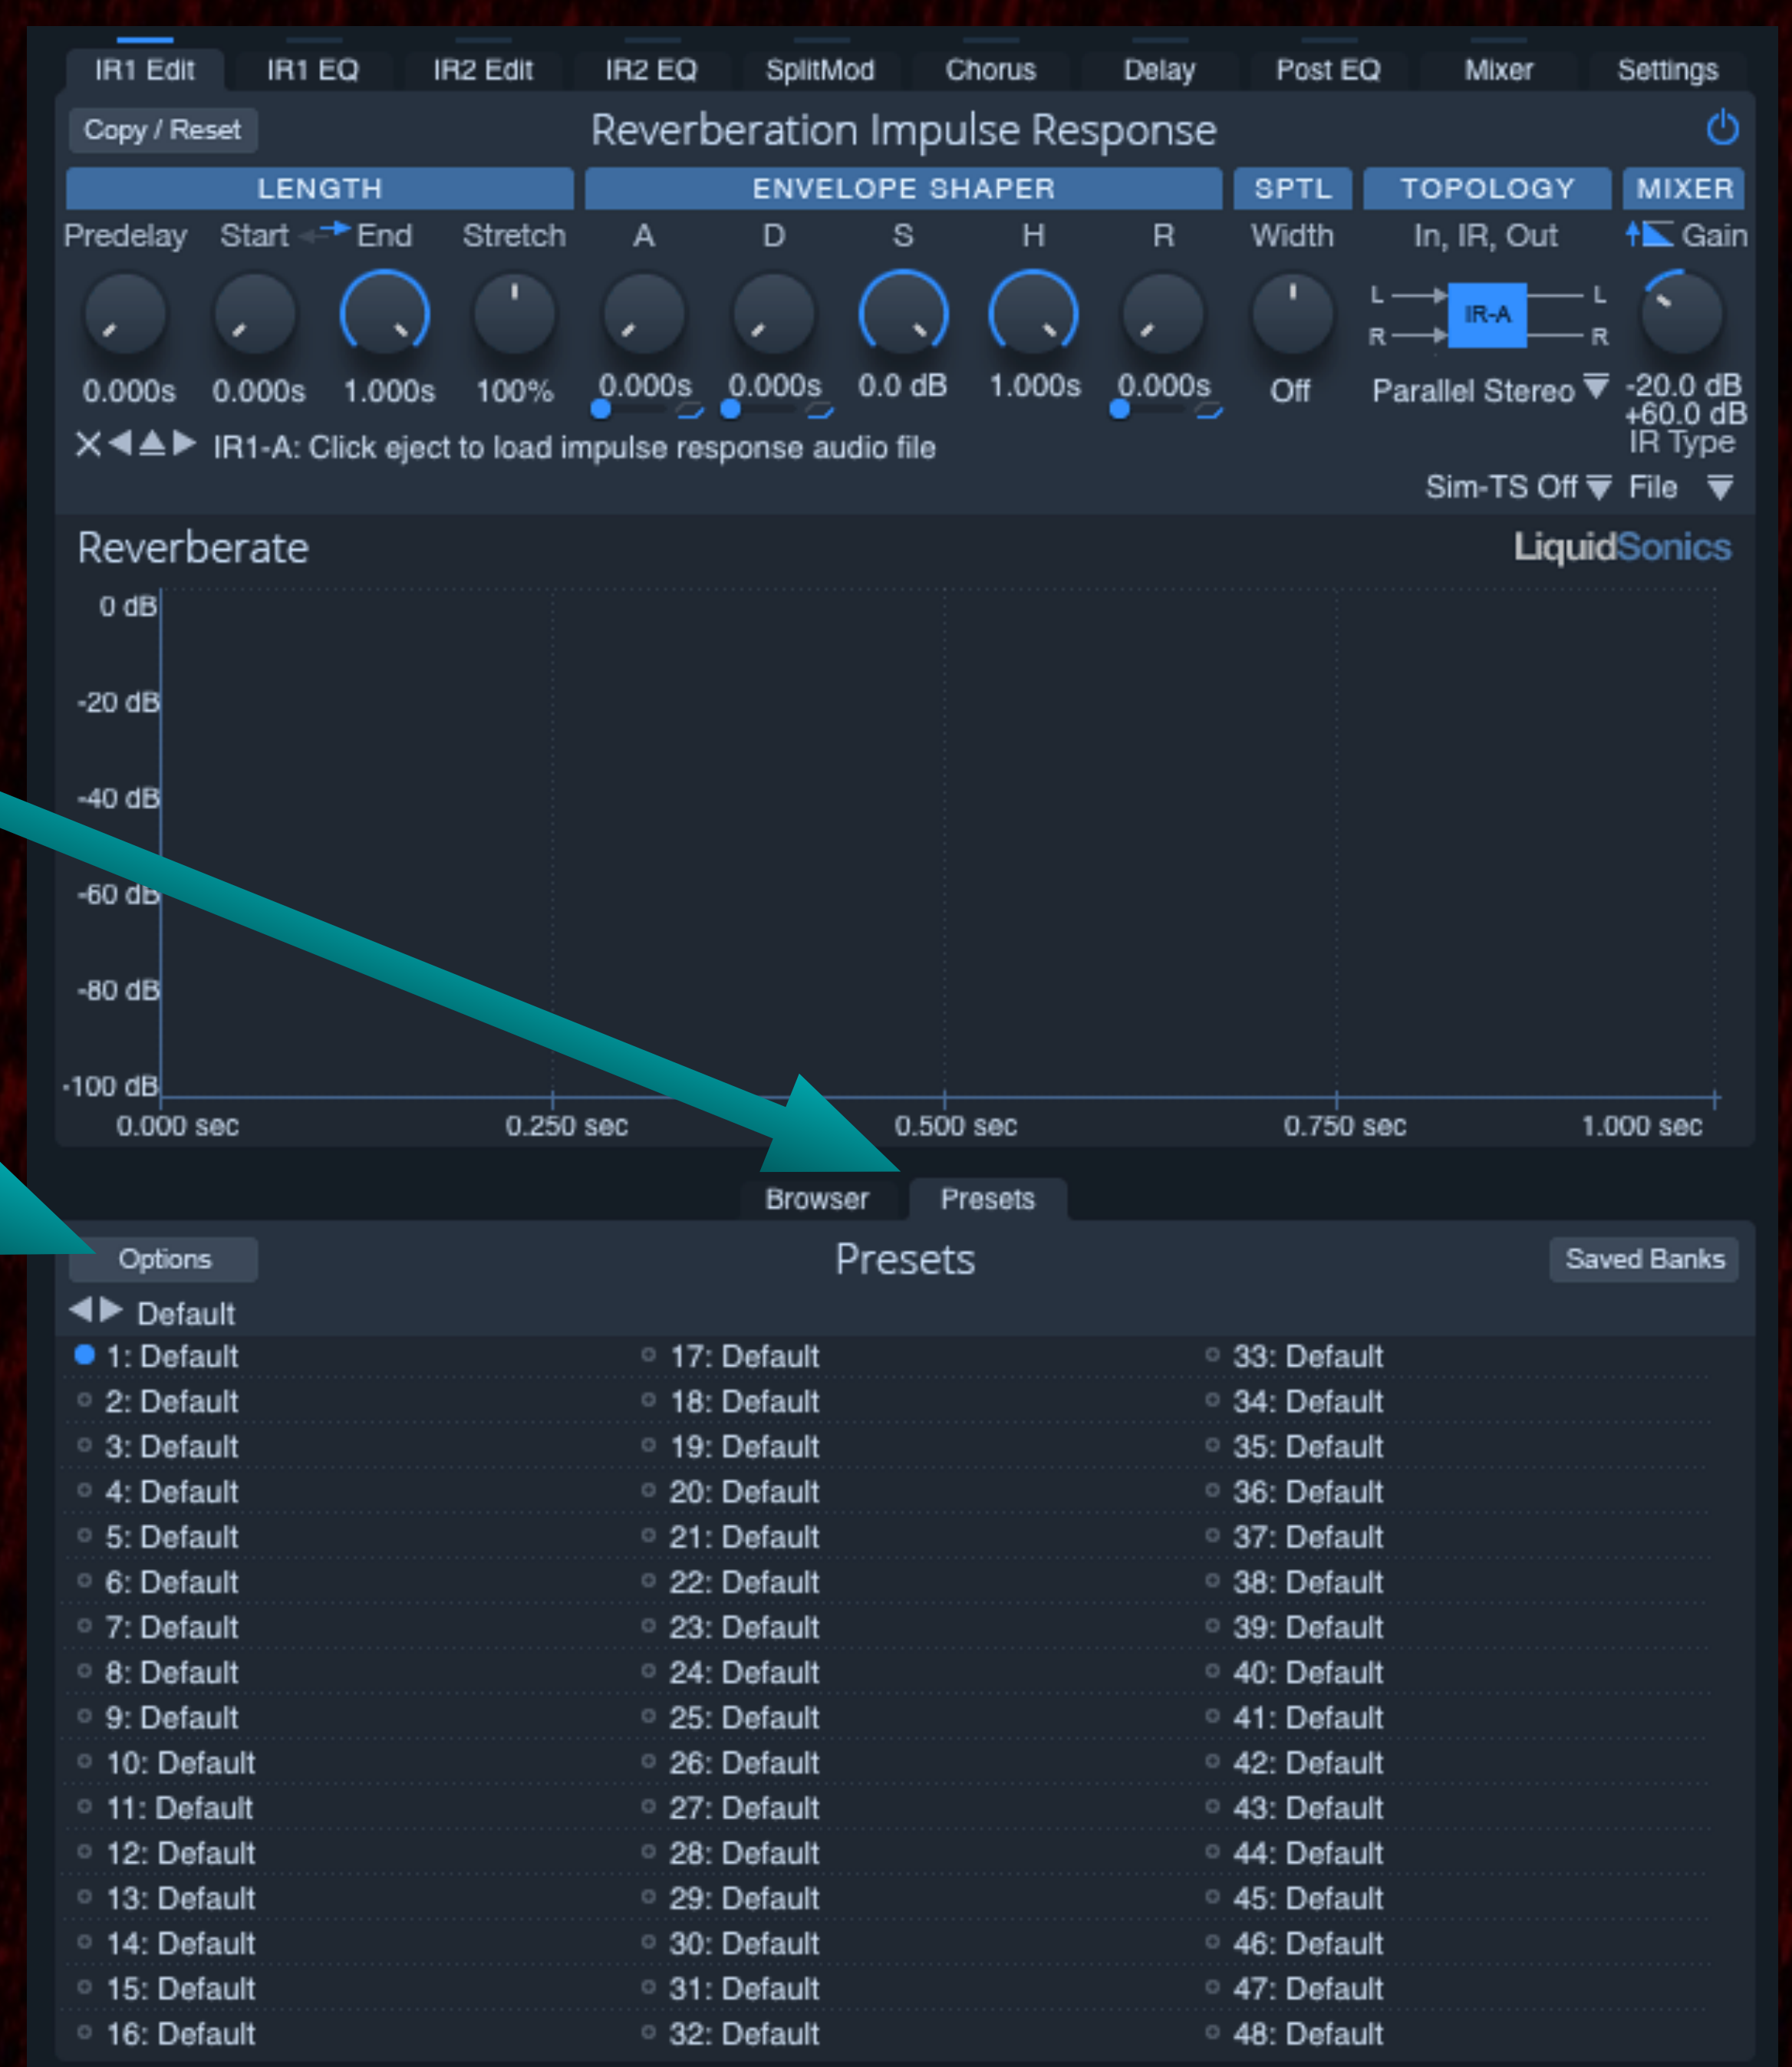 IR1 Edit IR1 EQ IR2 Edit IR2 EQ SplitMod Chorus Delay Post EQ Mixer Settings
Copy / Reset Reverberation Impulse Response
LENGTH ENVELOPE SHAPER SPTL TOPOLOGY MIXER
Predelay Start End Stretch A D S H R Width In, IR, Out Gain
L IR-A L
R R
0.000s 0.000s 1.000s 100% 0.000s 0.000s 0.0 dB 1.000s 0.000s Off Parallel Stereo -20.0 dB
+60.0 dB
IR1-A: Click eject to load impulse response audio file IR Type
Sim-TS Off File
Reverberate LiquidSonics
0 dB
-20 dB
-40 dB
-60 dB
-80 dB
-100 dB
0.000 sec 0.250 sec 0.500 sec 0.750 sec 1.000 sec
Browser Presets
Options Presets Saved Banks
Default
1: Default 17: Default 33: Default
2: Default 18: Default 34: Default
3: Default 19: Default 35: Default
4: Default 20: Default 36: Default
5: Default 21: Default 37: Default
6: Default 22: Default 38: Default
7: Default 23: Default 39: Default
8: Default 24: Default 40: Default
9: Default 25: Default 41: Default
10: Default 26: Default 42: Default
11: Default 27: Default 43: Default
12: Default 28: Default 44: Default
13: Default 29: Default 45: Default
14: Default 30: Default 46: Default
15: Default 31: Default 47: Default
16: Default 32: Default 48: Default